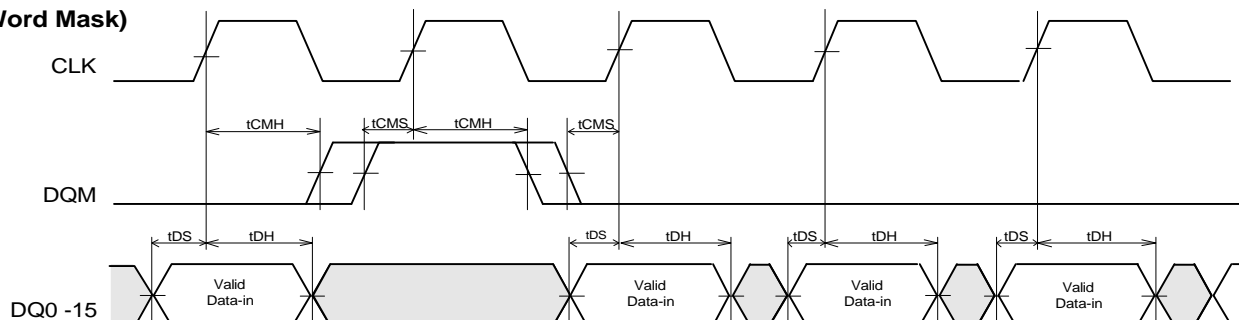 Word Mask)
CLK
tCMH tCMS tCMH tCMS
DQM
tDS tDH tDS tDH tDS tDH tDS tDH
Valid Valid Valid Valid
Data-in Data-in Data-in Data-in
DQ0 -15